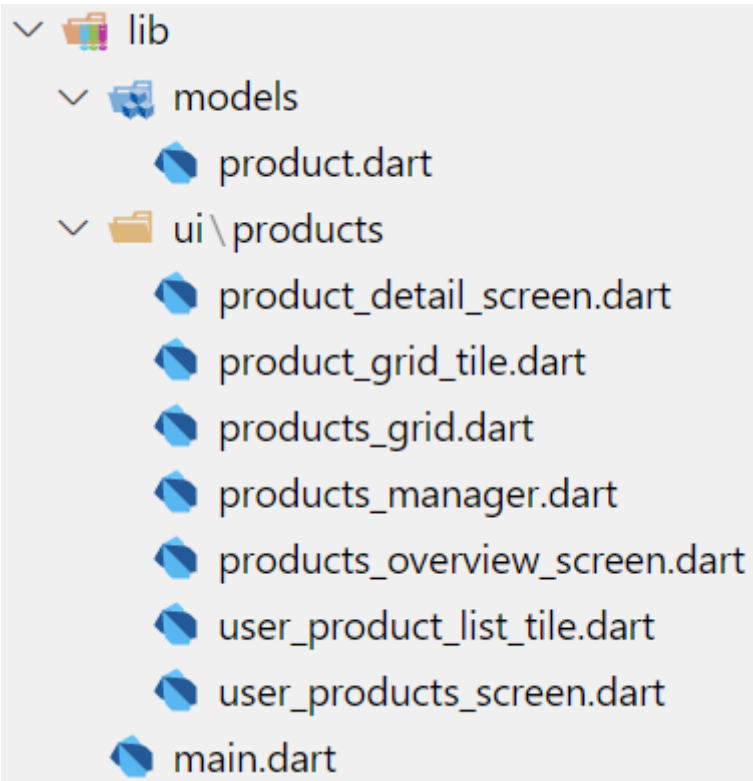 lib
models
product.dart
ui\products
product_detail_screen.dart
product_grid_tile.dart
products_grid.dart
products_manager.dart
products_overview_screen.dart
user_product_list_tile.dart
user_products_screen.dart
main.dart